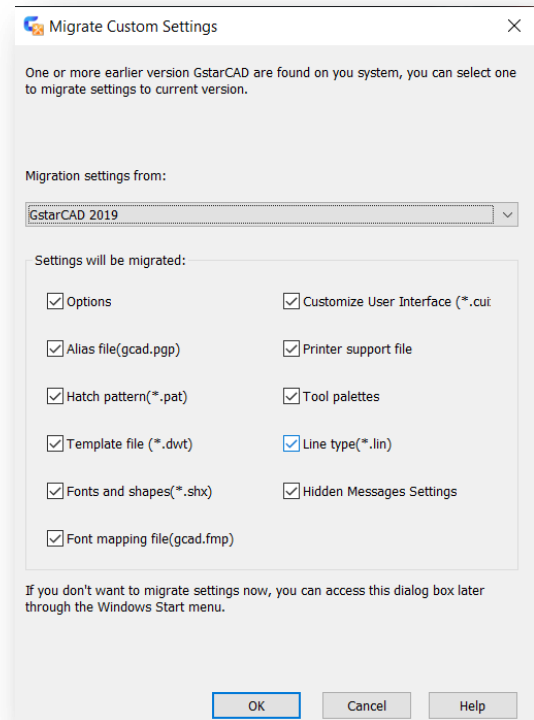 Migrate Custom Settings
One or more earlier version GstarCAD are found on you system, you can select one
to migrate settings to current version.
Migration settings from:
GstarCAD 2019
Settings will be migrated:
Options
Customize User Interface (*.cui
Alias file(gcad.pgp)
Printer support file
Hatch pattern(*.pat)
Tool palettes
Template file (*.dwt)
Line type(*.lin)
Fonts and shapes(*.shx)
Hidden Messages Settings
Font mapping file(gcad.fmp)
If you don't want to migrate settings now, you can access this dialog box later
through the Windows Start menu.
OK
Cancel
Help